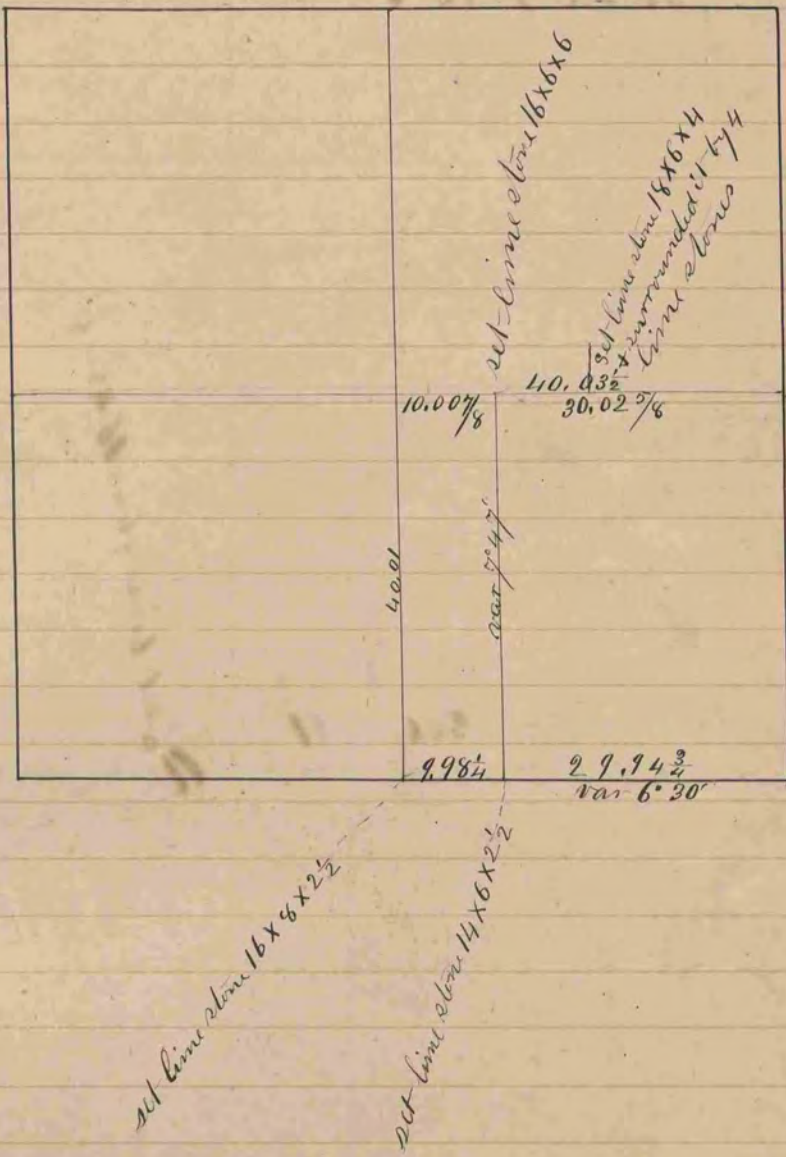 set lime stone 16x6x6
set lime stone 18x6x4
& surrounded it by 4
lime stones
40.03½
10.00⅞
30.02⅝
40.01
var 7°47'
9.98¼
29.94¾
var 6°30'
set lime stone 16x8x2½
set lime stone 14x6x2½